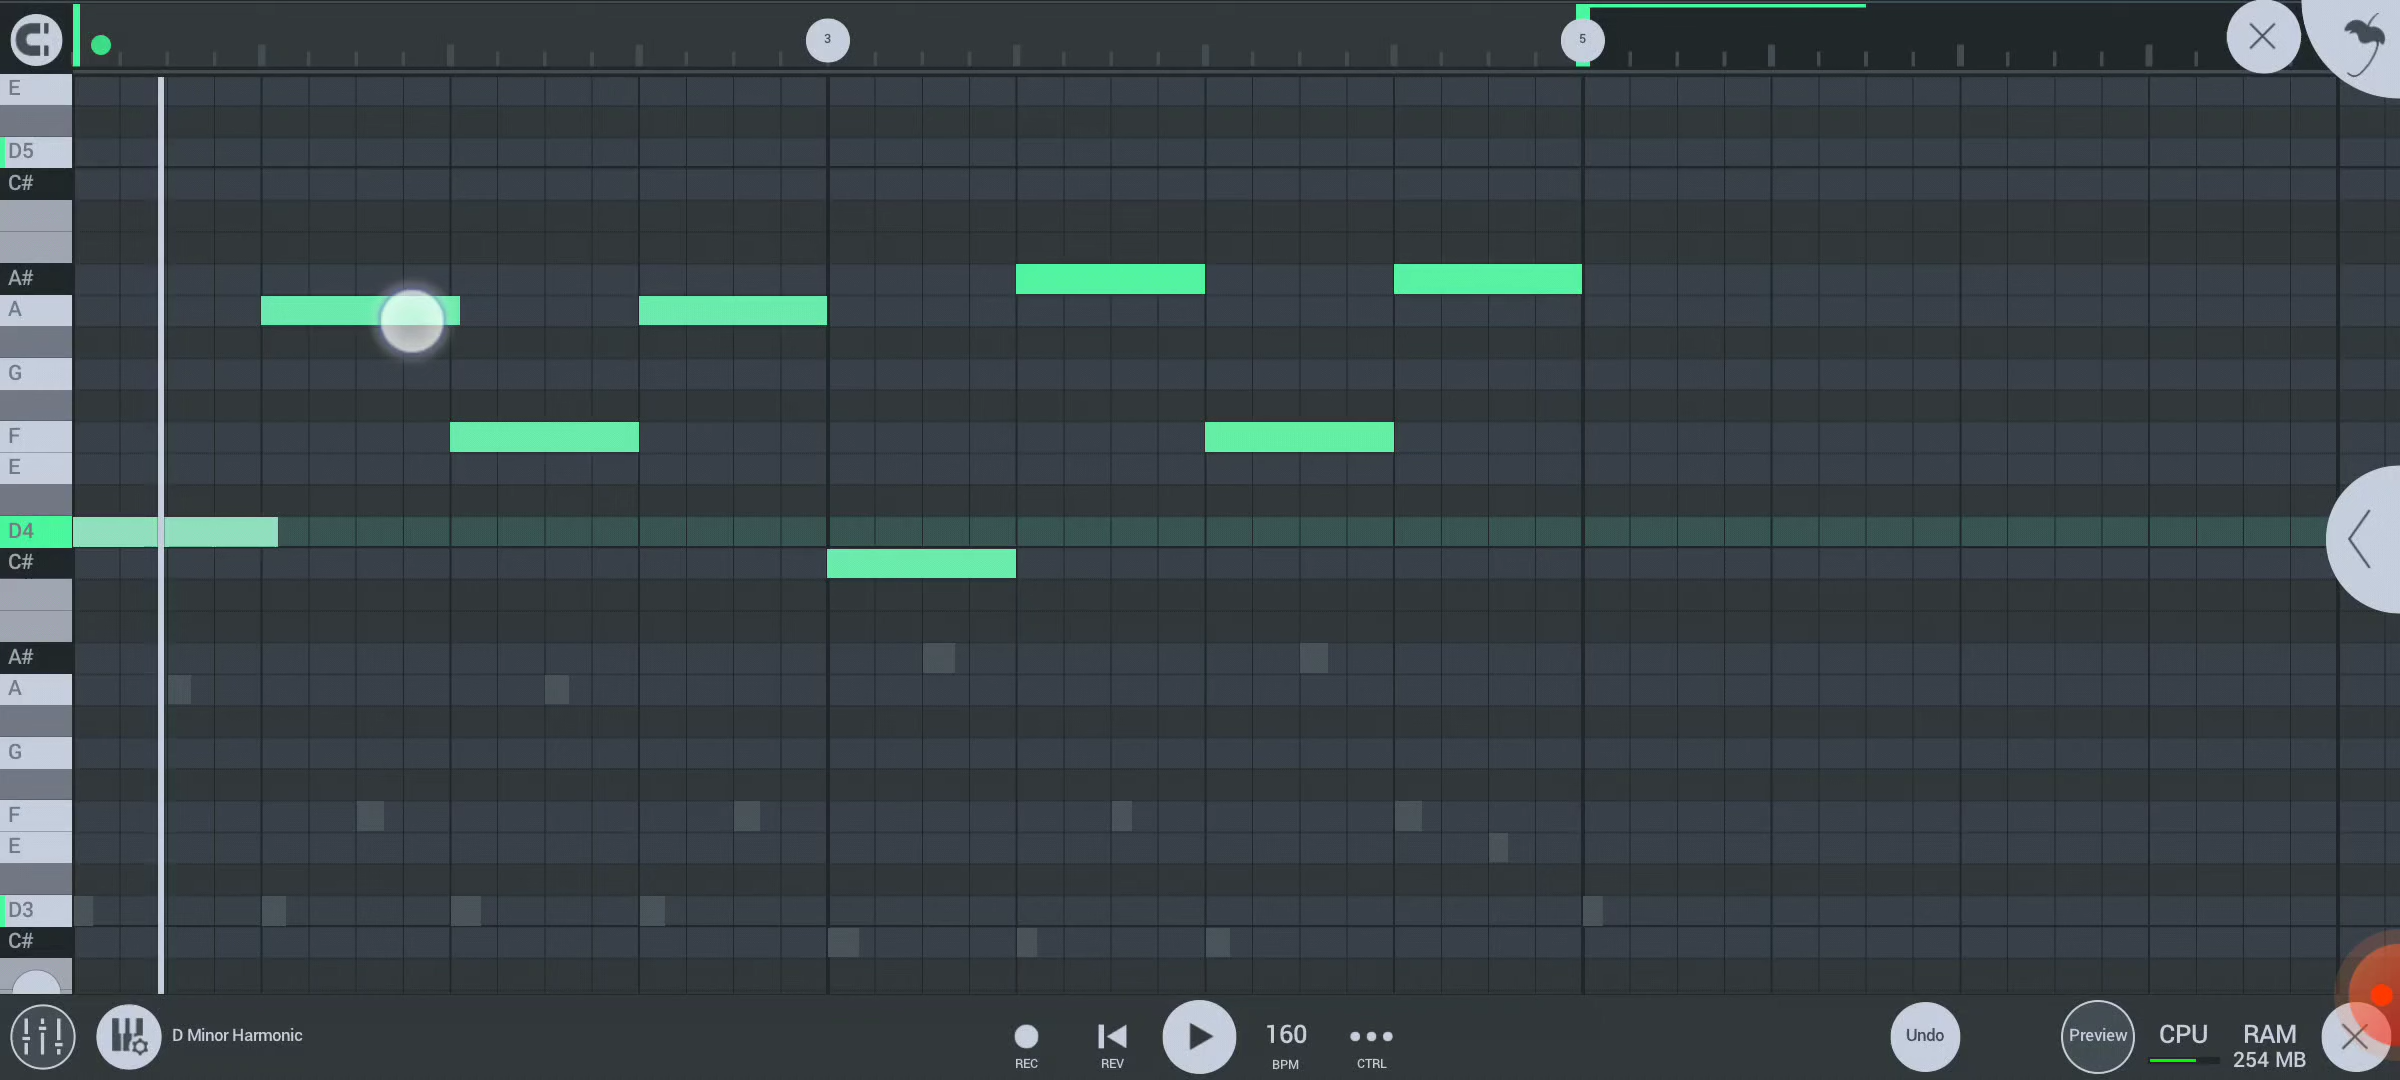 3
5
E
D5
C#
A#
A
G
F
E
D4
C#
A#
A
G
F
E
D3
C#
D Minor Harmonic
REC
REV
160
BPM
CTRL
Undo
Preview
CPU
RAM
254 MB